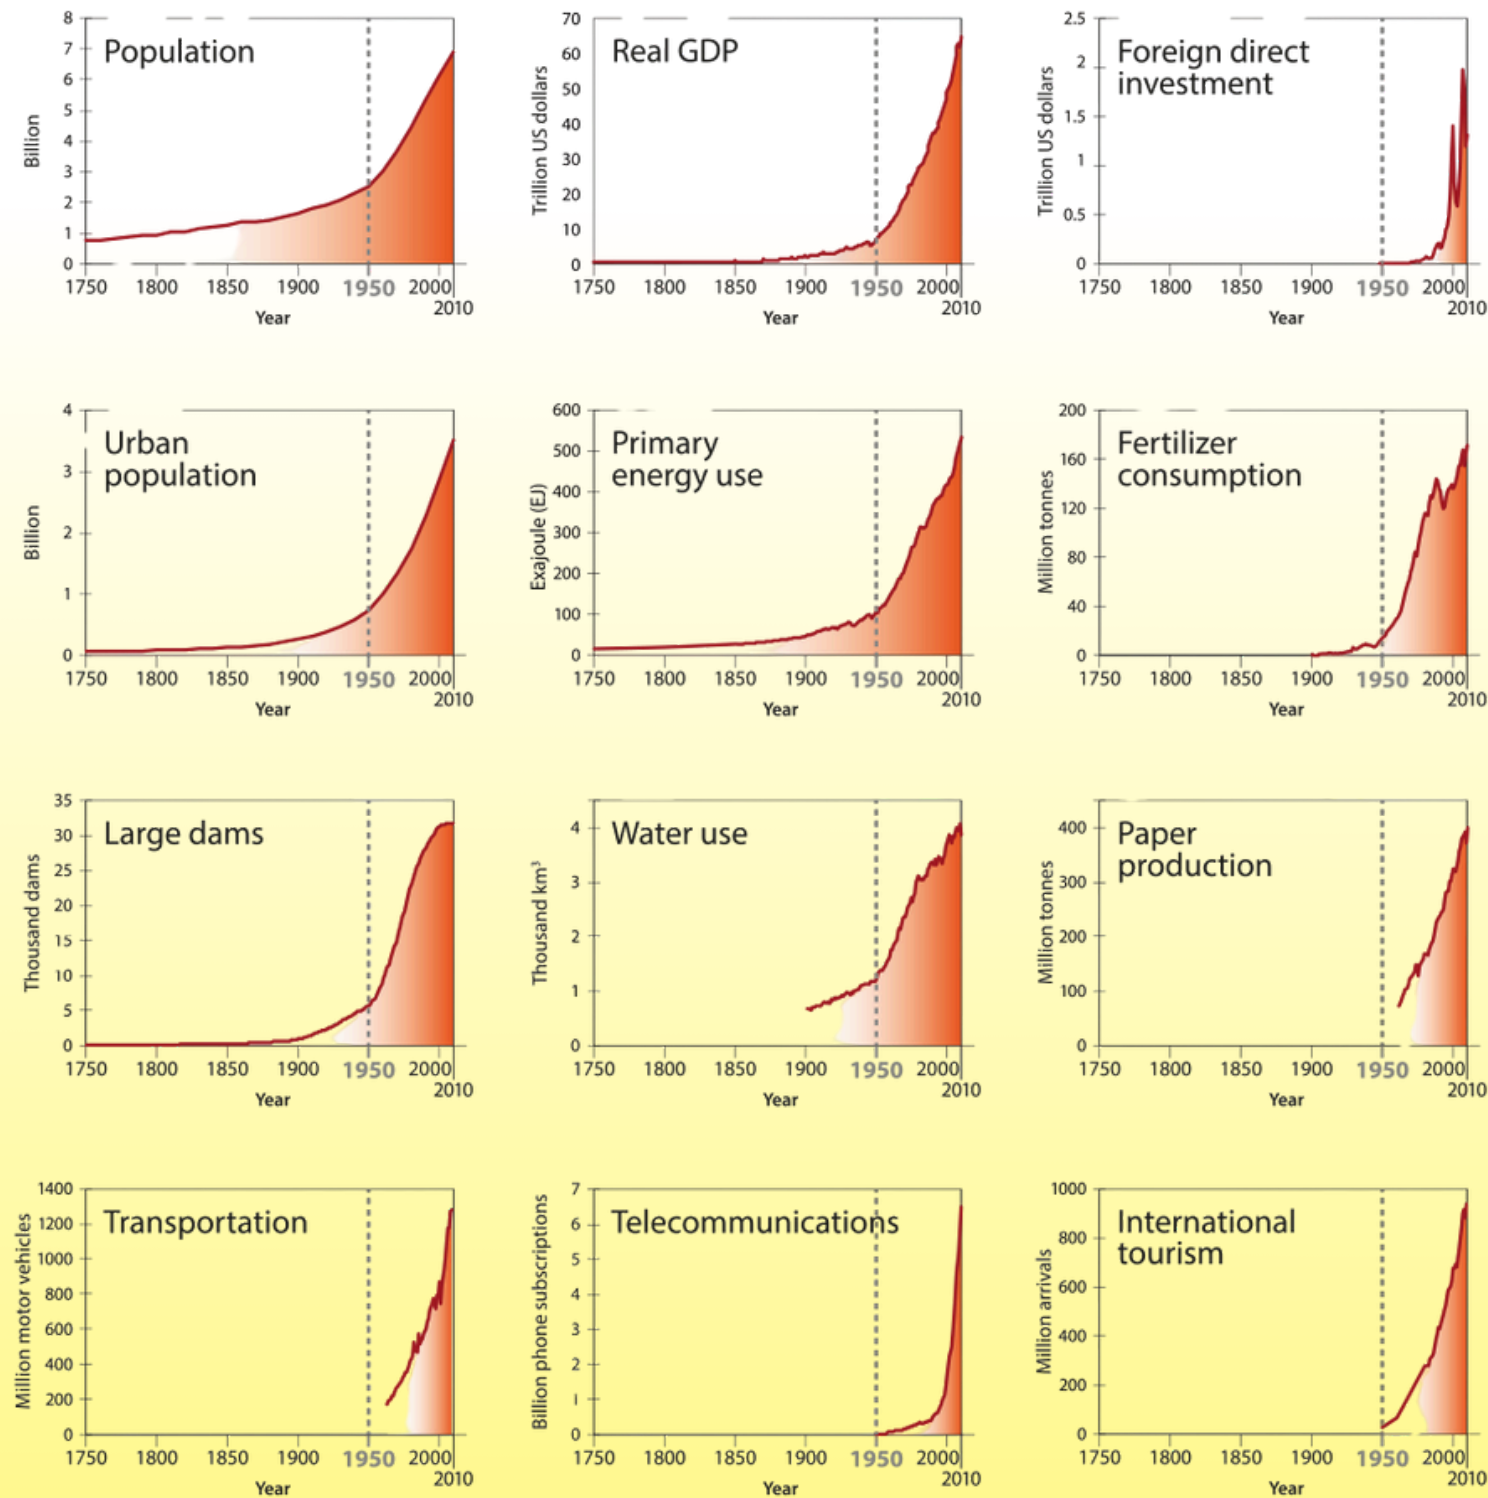 Population
Billion
8
7
6
5
4
3
2
1
0
1750 1800 1850 1900 1950 2000
2010
Year
Real GDP
Trillion US dollars
70
60
50
40
30
20
10
0
1750 1800 1850 1900 1950 2000
2010
Year
Foreign direct
investment
Trillion US dollars
2.5
2
1.5
1
0.5
0
1750 1800 1850 1900 1950 2000
2010
Year
Urban
population
Billion
4
3
2
1
0
1750 1800 1850 1900 1950 2000
2010
Year
Primary
energy use
Exajoule (EJ)
600
500
400
300
200
100
0
1750 1800 1850 1900 1950 2000
2010
Year
Fertilizer
consumption
Million tonnes
200
160
120
80
40
0
1750 1800 1850 1900 1950 2000
2010
Year
Large dams
Thousand dams
35
30
25
20
15
10
5
0
1750 1800 1850 1900 1950 2000
2010
Year
Water use
Thousand km³
4
3
2
1
0
1750 1800 1850 1900 1950 2000
2010
Year
Paper
production
Million tonnes
400
300
200
100
0
1750 1800 1850 1900 1950 2000
2010
Year
Transportation
Million motor vehicles
1400
1200
1000
800
600
400
200
0
1750 1800 1850 1900 1950 2000
2010
Year
Telecommunications
Billion phone subscriptions
7
6
5
4
3
2
1
0
1750 1800 1850 1900 1950 2000
2010
Year
International
tourism
Million arrivals
1000
800
600
400
200
0
1750 1800 1850 1900 1950 2000
2010
Year